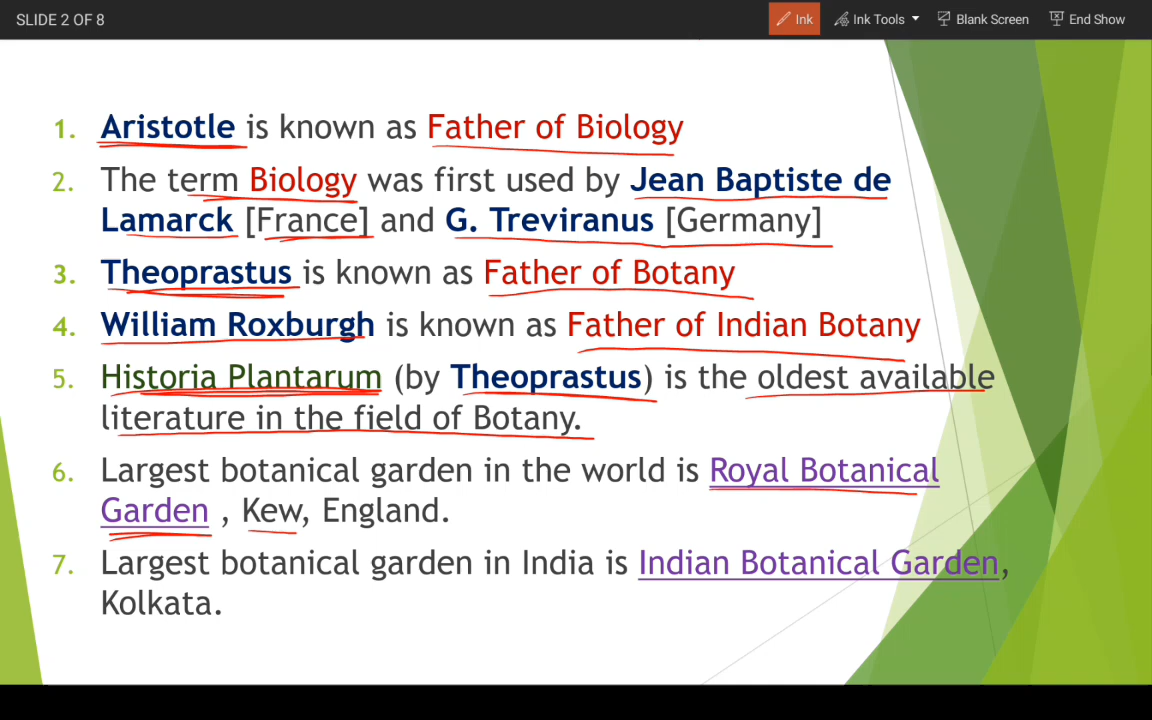 SLIDE 2 OF 8 Ink Ink Tools Blank Screen End Show
1. Aristotle is known as Father of Biology
2. The term Biology was first used by Jean Baptiste de
Lamarck [France] and G. Treviranus [Germany]
3. Theoprastus is known as Father of Botany
4. William Roxburgh is known as Father of Indian Botany
5. Historia Plantarum (by Theoprastus) is the oldest available
literature in the field of Botany.
6. Largest botanical garden in the world is Royal Botanical
Garden , Kew, England.
7. Largest botanical garden in India is Indian Botanical Garden,
Kolkata.